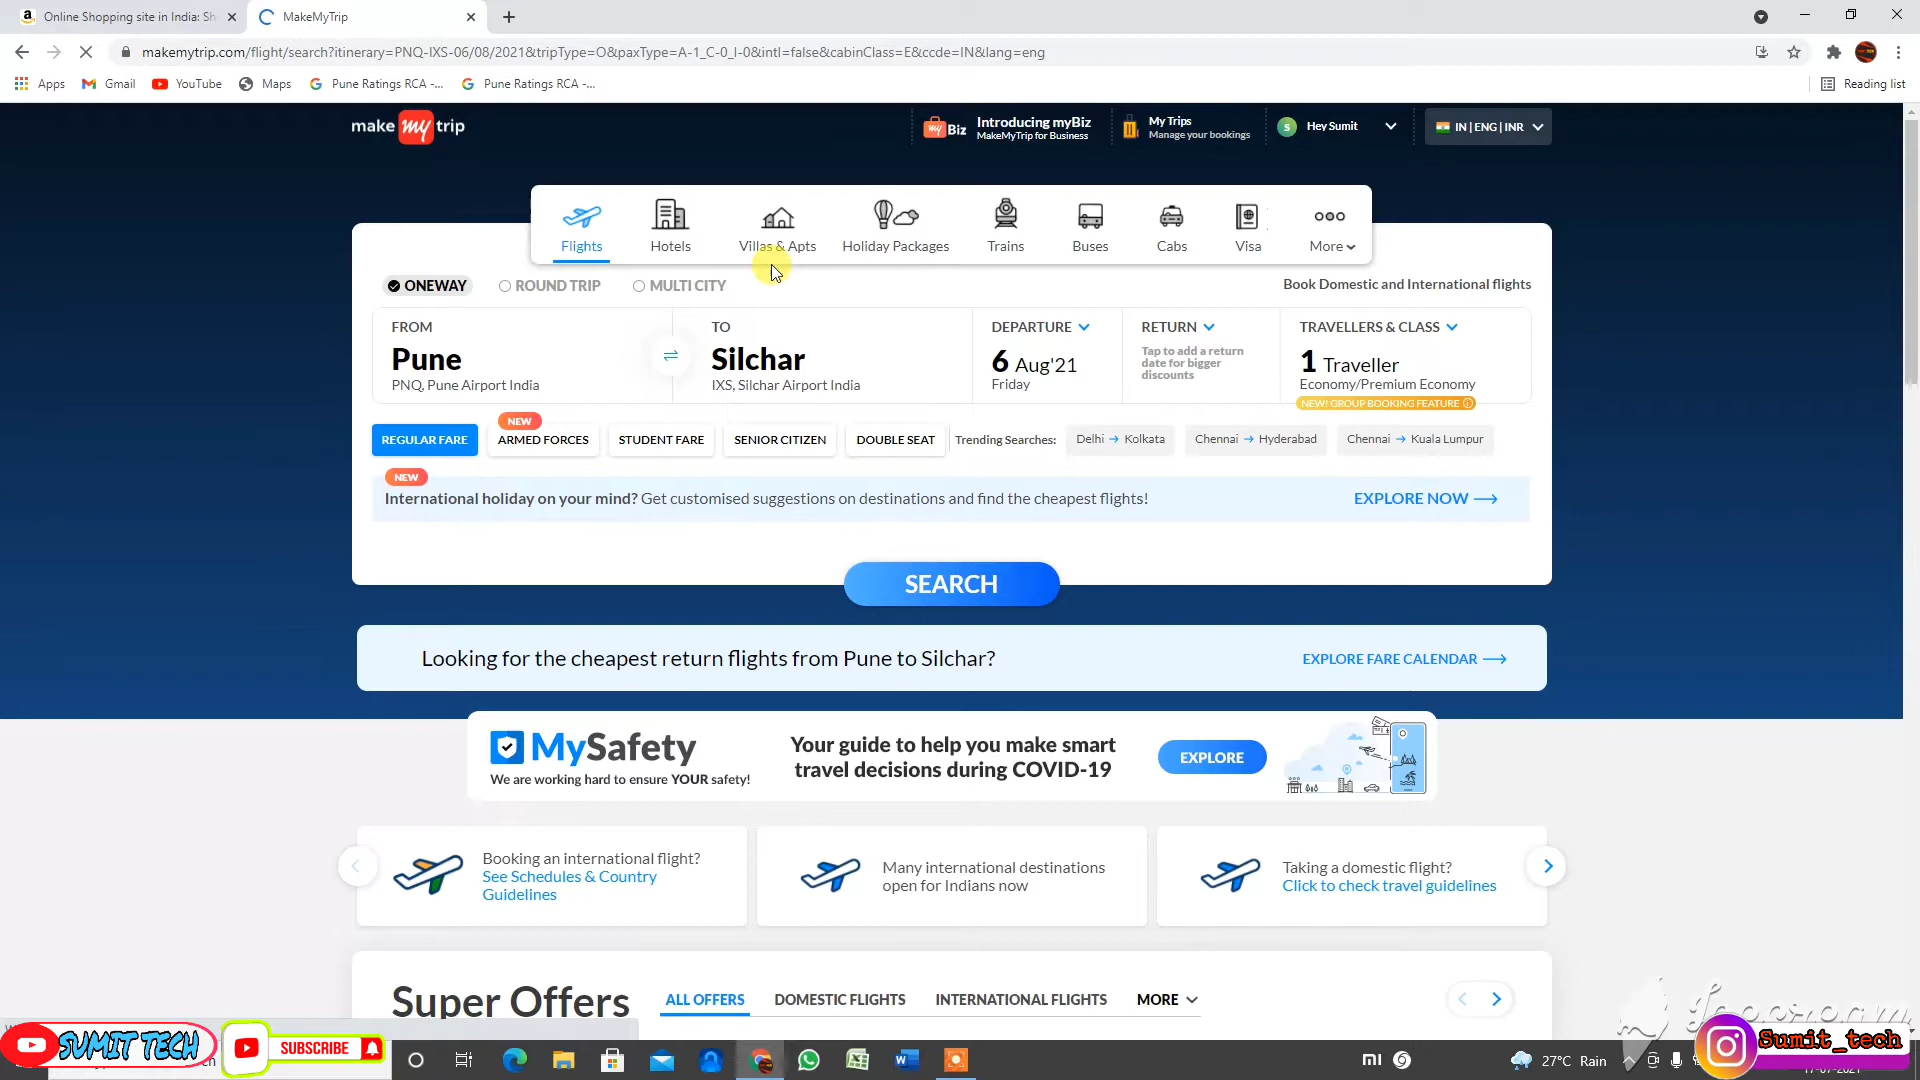 Online Shopping site in India: Sh
MakeMyTrip
makemytrip.com/flight/search?itinerary=PNQ-IXS-06/08/2021&tripType=O&paxType=A-1_C-0_I-0&intl=false&cabinClass=E&ccde=IN&lang=eng
Apps Gmail YouTube Maps Pune Ratings RCA -... Pune Ratings RCA -... Reading list
make my trip
my Biz Introducing myBiz
MakeMyTrip for Business
My Trips
Manage your bookings
S Hey Sumit
IN | ENG | INR
Flights Hotels Villas & Apts Holiday Packages Trains Buses Cabs Visa More
ONEWAY ROUND TRIP MULTI CITY Book Domestic and International flights
FROM
Pune
PNQ, Pune Airport India
TO
Silchar
IXS, Silchar Airport India
DEPARTURE
6 Aug'21
Friday
RETURN
Tap to add a return
date for bigger
discounts
TRAVELLERS & CLASS
1 Traveller
Economy/Premium Economy
NEW! GROUP BOOKING FEATURE
NEW
REGULAR FARE ARMED FORCES STUDENT FARE SENIOR CITIZEN DOUBLE SEAT Trending Searches: Delhi → Kolkata Chennai → Hyderabad Chennai → Kuala Lumpur
NEW
International holiday on your mind? Get customised suggestions on destinations and find the cheapest flights! EXPLORE NOW
SEARCH
Looking for the cheapest return flights from Pune to Silchar? EXPLORE FARE CALENDAR
MySafety
We are working hard to ensure YOUR safety!
Your guide to help you make smart
travel decisions during COVID-19
EXPLORE
Booking an international flight?
See Schedules & Country
Guidelines
Many international destinations
open for Indians now
Taking a domestic flight?
Click to check travel guidelines
Super Offers ALL OFFERS DOMESTIC FLIGHTS INTERNATIONAL FLIGHTS MORE
SUMIT TECH
SUBSCRIBE
mi
27°C Rain
Sumit_tech
17-07-2021